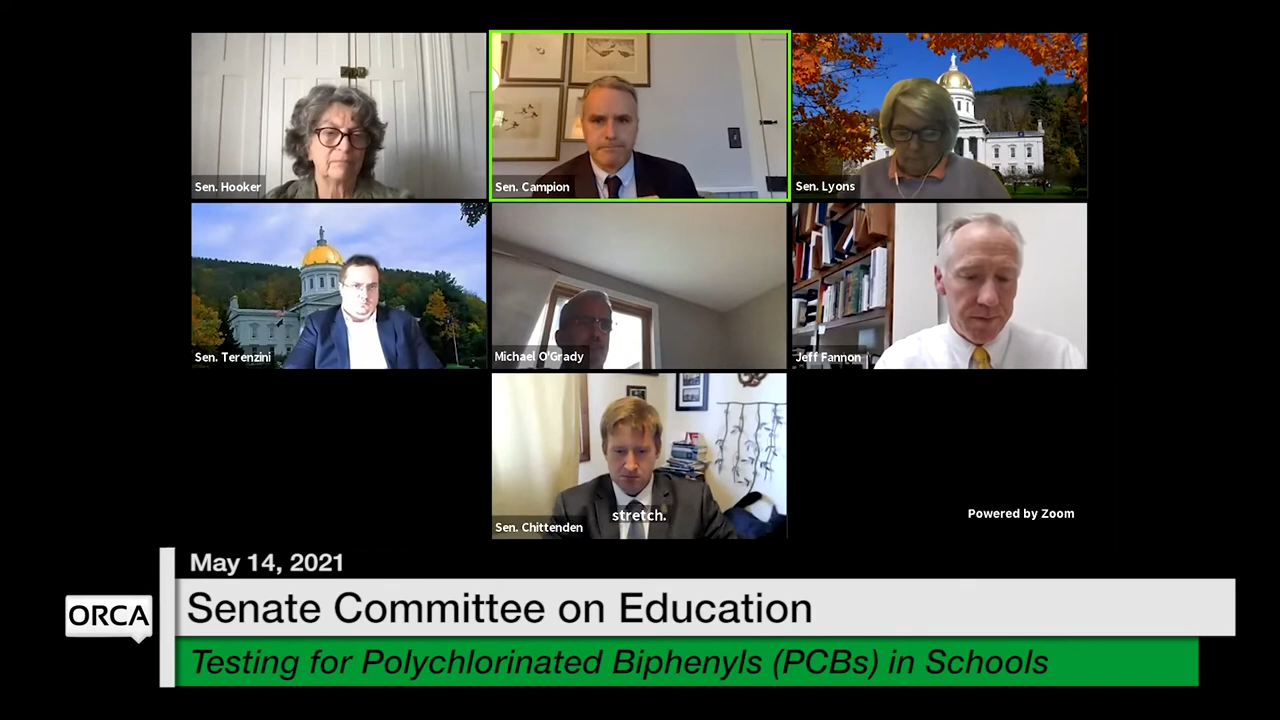 Sen. Hooker
Sen. Campion
Sen. Lyons
Sen. Terenzini
Michael O'Grady
Jeff Fannon
Sen. Chittenden
stretch.
Powered by Zoom
May 14, 2021
Senate Committee on Education
ORCA
Testing for Polychlorinated Biphenyls (PCBs) in Schools